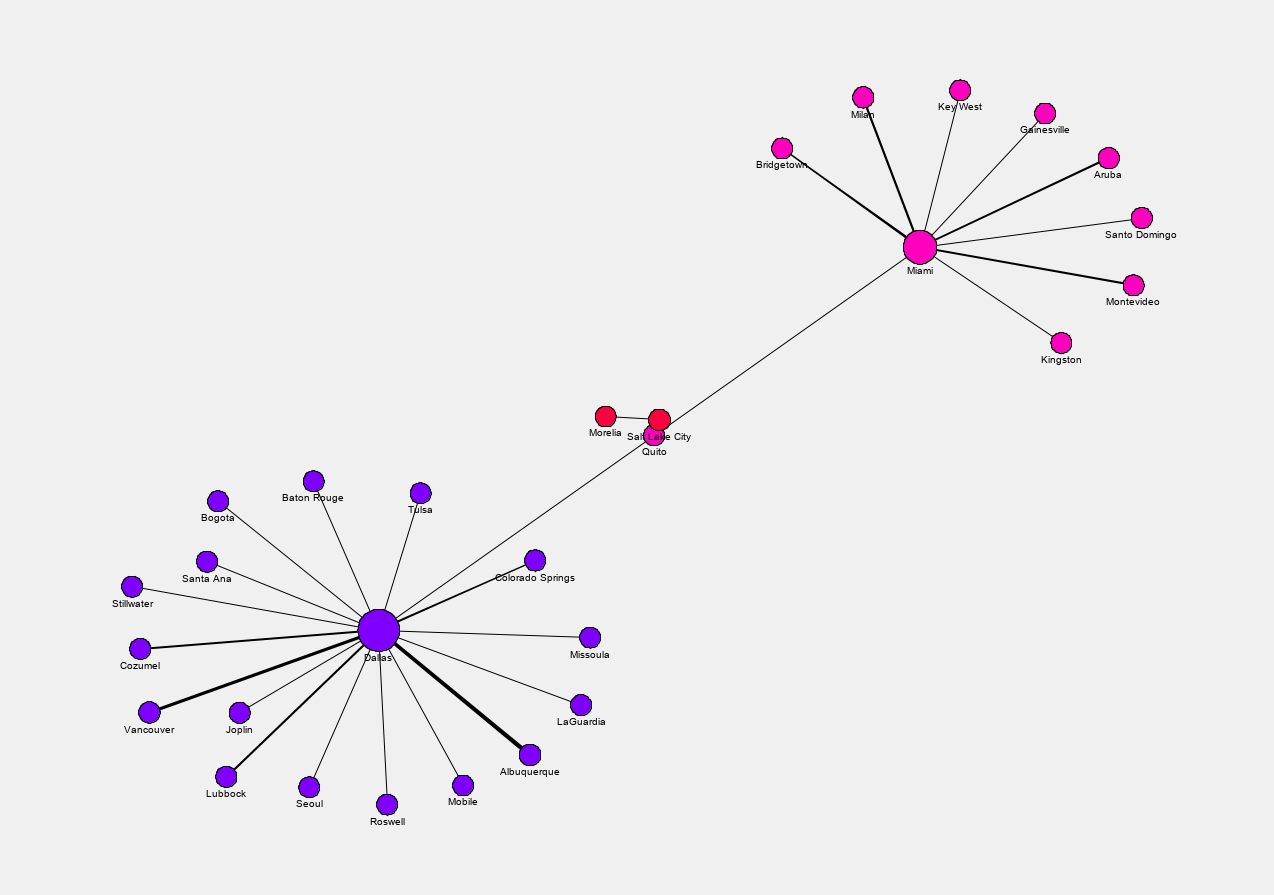 Key West
Milan
Gainesville
Bridgetown
Aruba
Santo Domingo
Miami
Montevideo
Kingston
Morelia
Salt Lake City
Quito
Baton Rouge
Tulsa
Bogota
Santa Ana
Colorado Springs
Stillwater
Missoula
Dallas
Cozumel
LaGuardia
Vancouver
Joplin
Albuquerque
Lubbock
Mobile
Seoul
Roswell